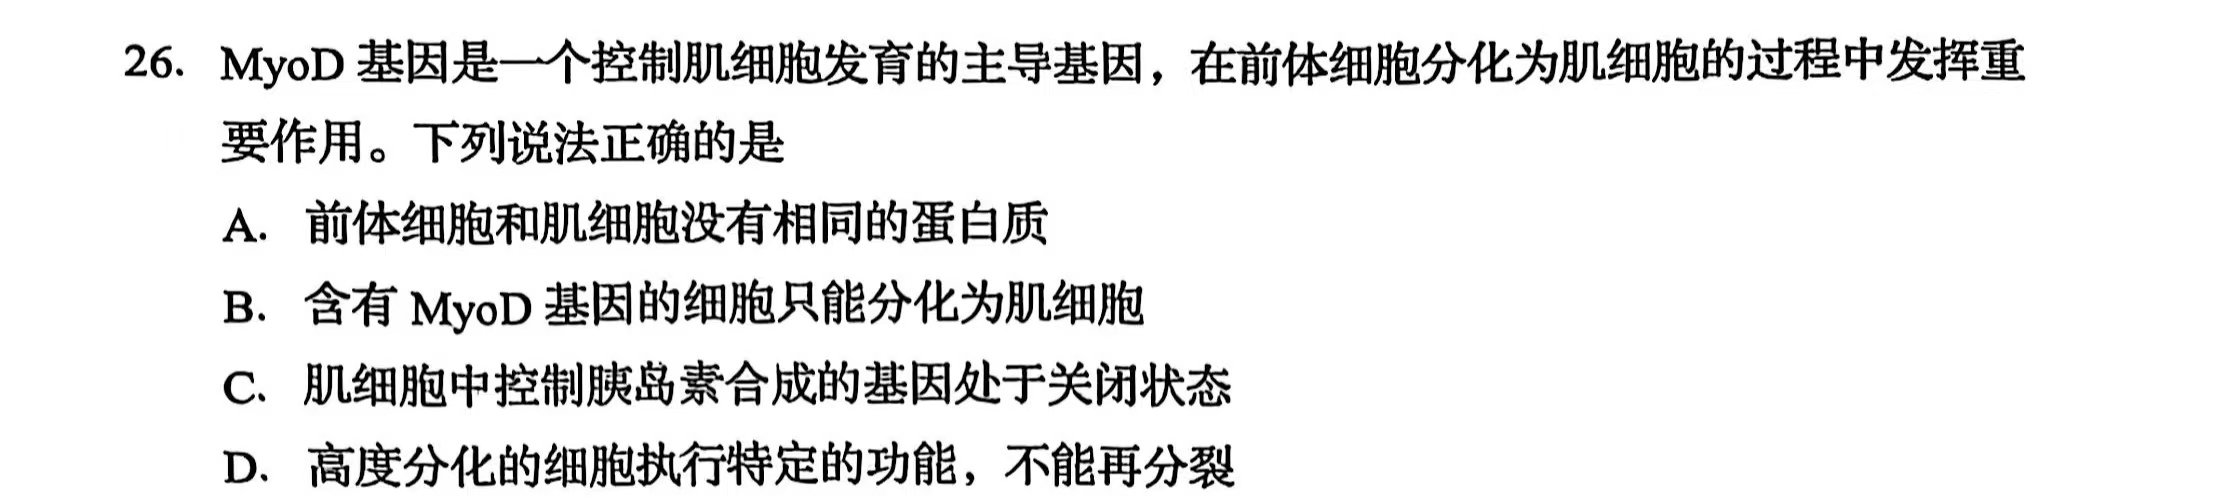 26. MyoD 基因是一个控制肌细胞发育的主导基因，在前体细胞分化为肌细胞的过程中发挥重
要作用。下列说法正确的是
A. 前体细胞和肌细胞没有相同的蛋白质
B. 含有 MyoD 基因的细胞只能分化为肌细胞
C. 肌细胞中控制胰岛素合成的基因处于关闭状态
D. 高度分化的细胞执行特定的功能，不能再分裂